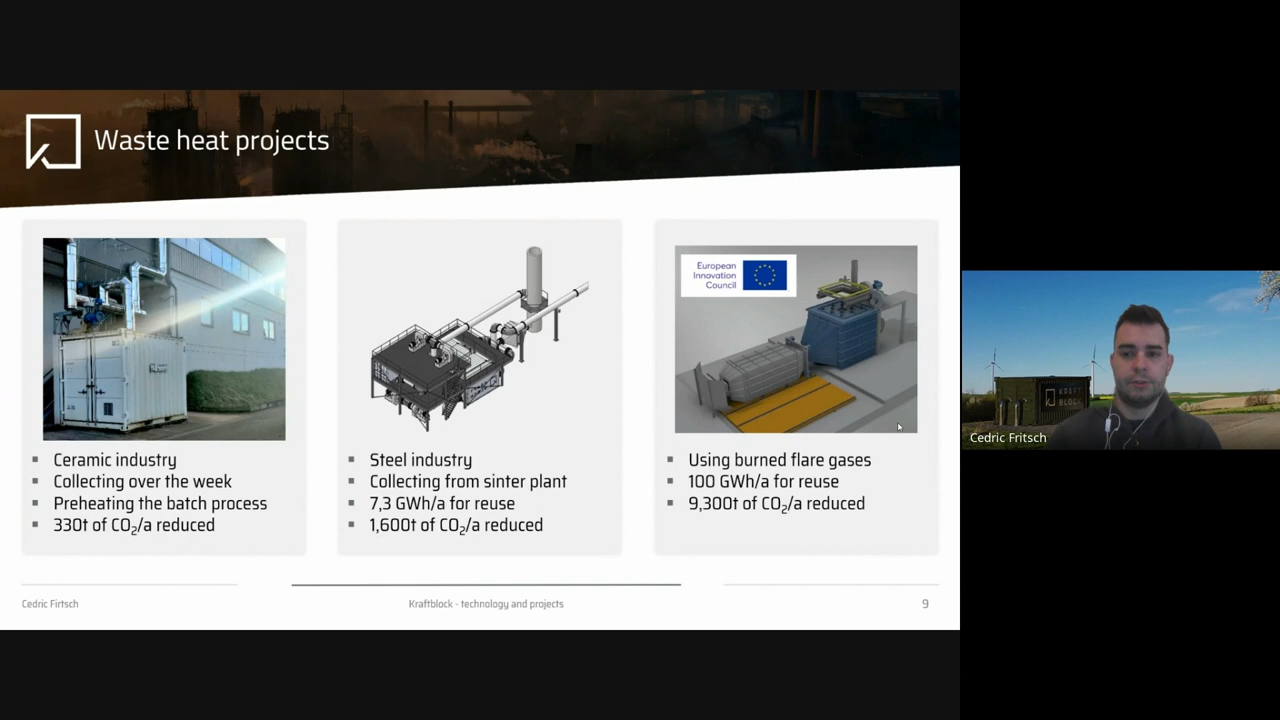 Waste heat projects
Ceramic industry
Collecting over the week
Preheating the batch process
330t of CO₂/a reduced
Steel industry
Collecting from sinter plant
7,3 GWh/a for reuse
1,600t of CO₂/a reduced
European
Innovation
Council
Using burned flare gases
100 GWh/a for reuse
9,300t of CO₂/a reduced
Cedric Firtsch
Kraftblock - technology and projects
9
KRAFT
BLOCK
Cedric Fritsch